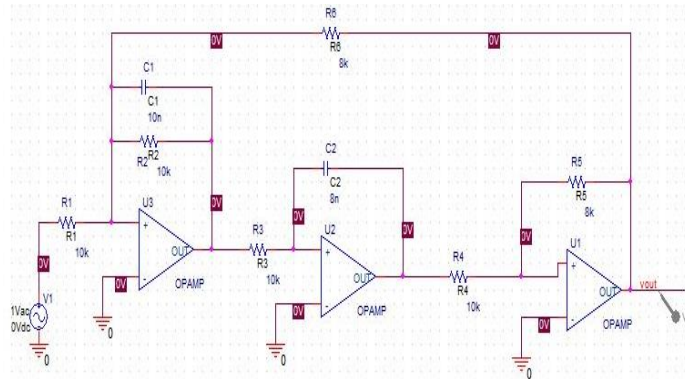 R6
0V
0V
R6
8k
C1
C1
10n
R2
R2
10k
0V
R1
R1
10k
U3
+
-
OUT
OPAMP
0V
0
0V
V1
1Vac
0Vdc
0
R3
R3
10k
C2
C2
8n
0V
0V
U2
+
-
OUT
OPAMP
0V
0
R4
R4
10k
R5
R5
8k
0V
U1
+
-
OUT
OPAMP
0V
0
vout
V